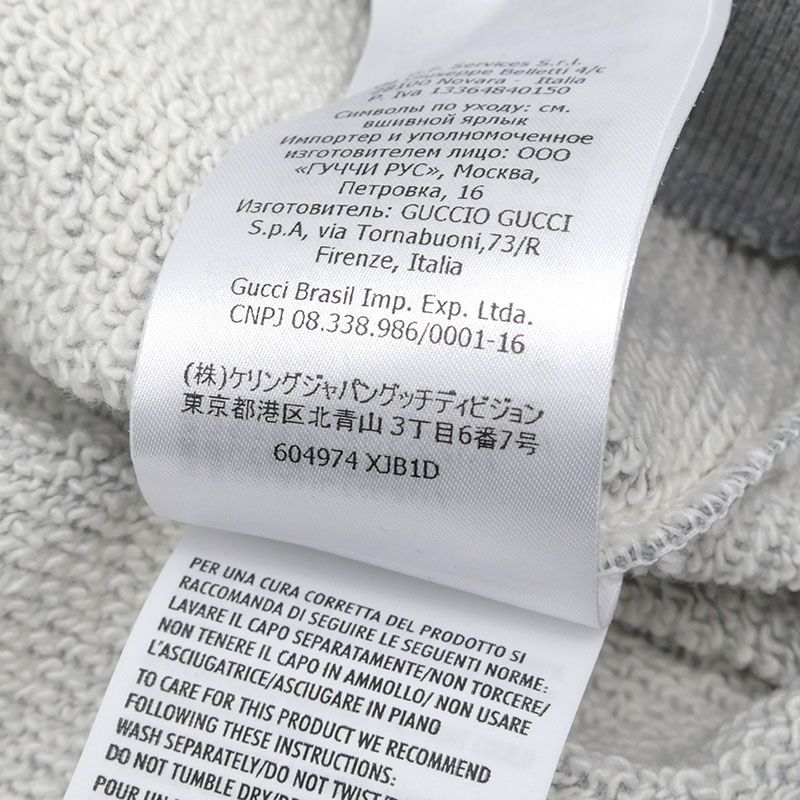 Services S.r.l.
Giuseppe Belletti 4/c
28100 Novara - Italia
P. Iva 13364840150
Символы по уходу: см.
вшивной ярлык
Импортер и уполномоченное
изготовителем лицо: ООО
«ГУЧЧИ РУС», Москва,
Петровка, 16
Изготовитель: GUCCIO GUCCI
S.p.A, via Tornabuoni,73/R
Firenze, Italia
Gucci Brasil Imp. Exp. Ltda.
CNPJ 08.338.986/0001-16
(株)ケリングジャパングッチディビジョン
東京都港区北青山 3丁目6番7号
604974 XJB1D
PER UNA CURA CORRETTA DEL PRODOTTO SI
RACCOMANDA DI SEGUIRE LE SEGUENTI NORME:
LAVARE IL CAPO SEPARATAMENTE/NON TORCERE/
NON TENERE IL CAPO IN AMMOLLO/ NON USARE
L'ASCIUGATRICE/ASCIUGARE IN PIANO
TO CARE FOR THIS PRODUCT WE RECOMMEND
FOLLOWING THESE INSTRUCTIONS:
WASH SEPARATELY/DO NOT TWIST/
DO NOT TUMBLE DRY/
POUR UN